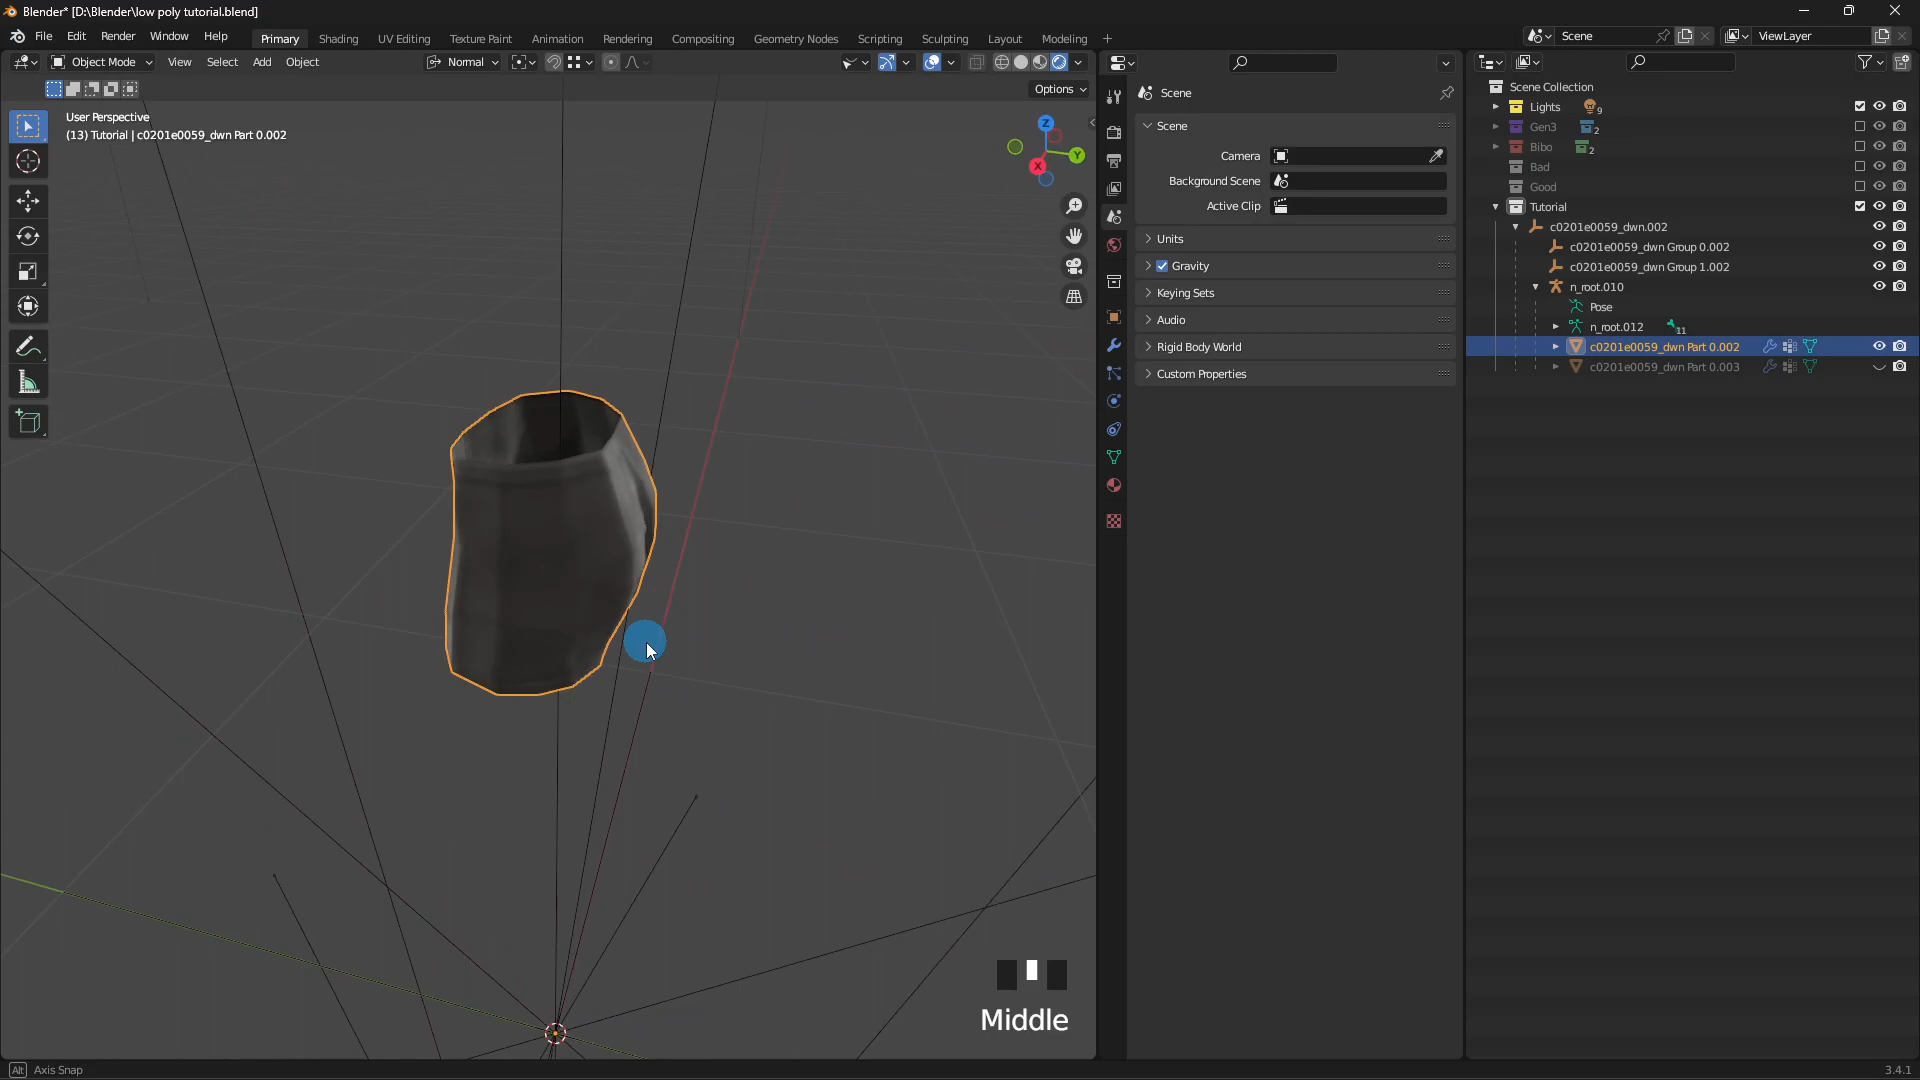 Blender* [D:\Blender\low poly tutorial.blend]
File Edit Render Window Help Primary Shading UV Editing Texture Paint Animation Rendering Compositing Geometry Nodes Scripting Sculpting Layout Modeling + Scene ViewLayer
Object Mode View Select Add Object Normal
Options
User Perspective
(13) Tutorial | c0201e0059_dwn Part 0.002
Z
Y
X
Scene
Scene
Camera
Background Scene
Active Clip
Units
Gravity
Keying Sets
Audio
Rigid Body World
Custom Properties
Scene Collection
Lights 9
Gen3 2
Bibo 2
Bad
Good
Tutorial
c0201e0059_dwn.002
c0201e0059_dwn Group 0.002
c0201e0059_dwn Group 1.002
n_root.010
Pose
n_root.012 11
c0201e0059_dwn Part 0.002
c0201e0059_dwn Part 0.003
Middle
Alt Axis Snap
3.4.1